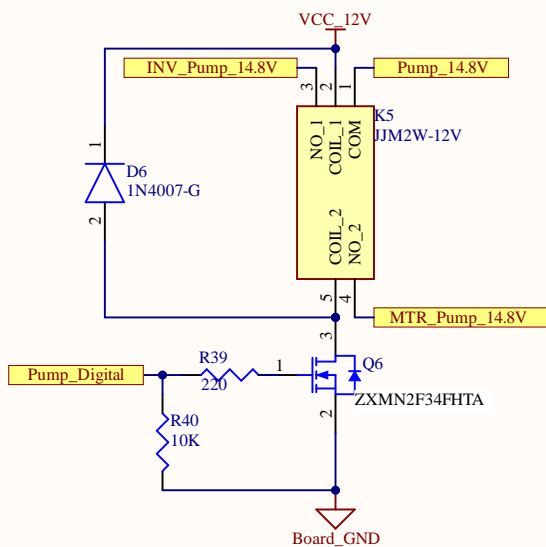 VCC_12V
INV_Pump_14.8V
Pump_14.8V
3
2
1
K5
JJM2W-12V
NO_1
COIL_1
COM
1
D6
1N4007-G
2
COIL_2
NO_2
5
4
MTR_Pump_14.8V
3
Pump_Digital
R39
220
1
Q6
ZXMN2F34FHTA
2
R40
10K
Board_GND